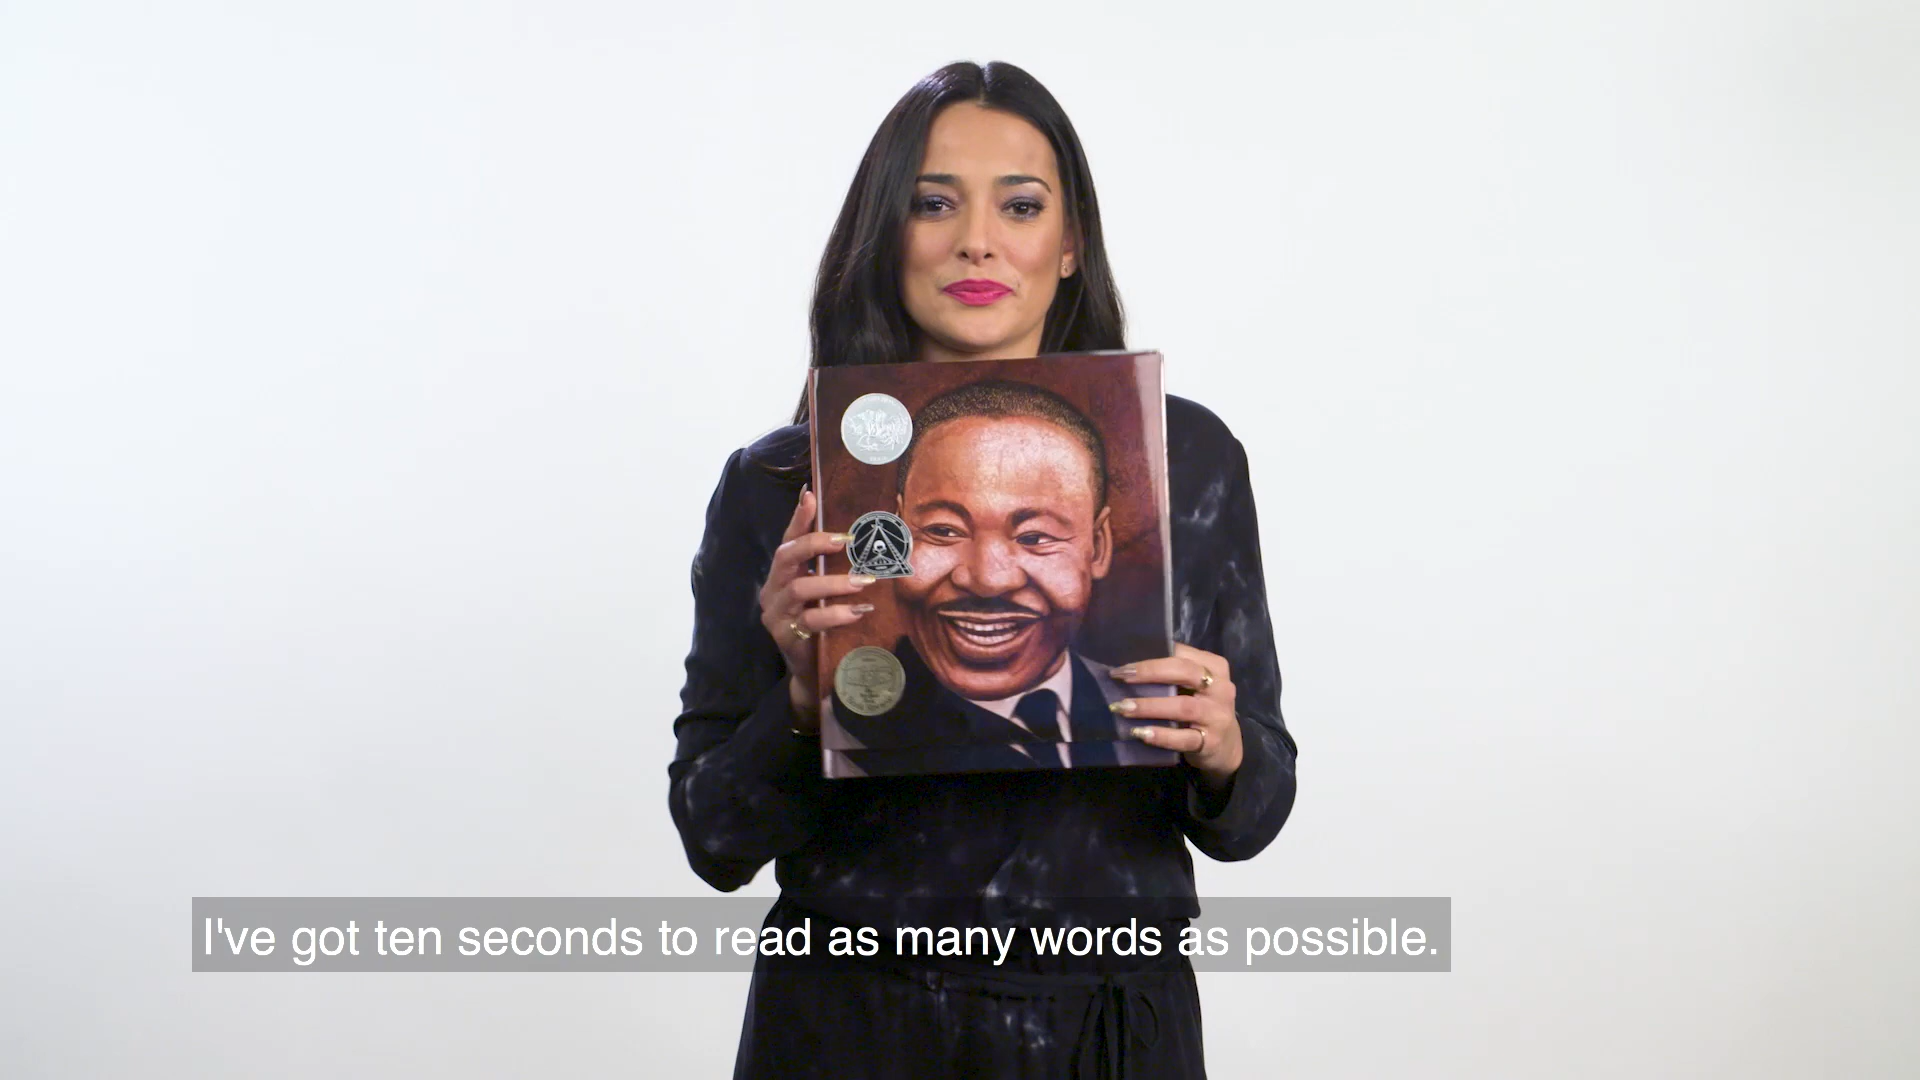 I've got ten seconds to read as many words as possible.